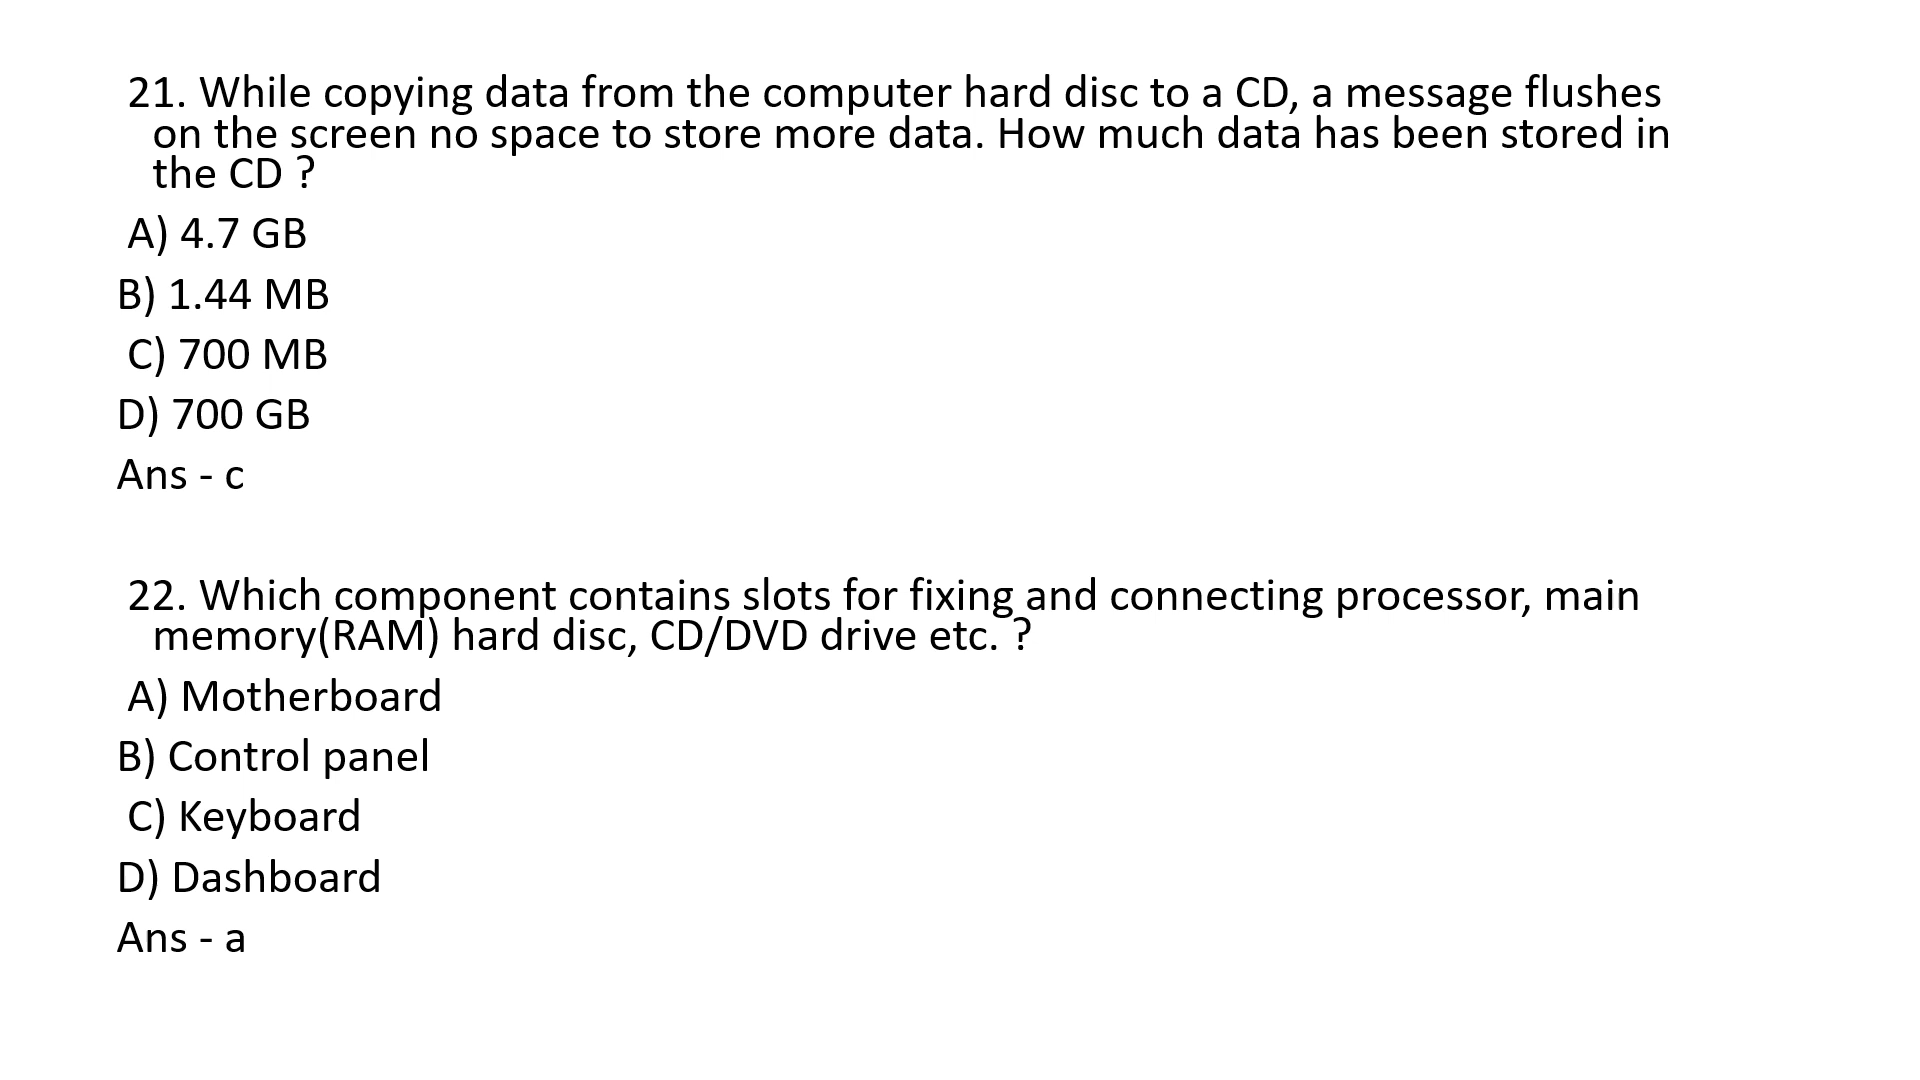 21. While copying data from the computer hard disc to a CD, a message flushes
on the screen no space to store more data. How much data has been stored in
the CD ?
A) 4.7 GB
B) 1.44 MB
C) 700 MB
D) 700 GB
Ans - c
22. Which component contains slots for fixing and connecting processor, main
memory(RAM) hard disc, CD/DVD drive etc. ?
A) Motherboard
B) Control panel
C) Keyboard
D) Dashboard
Ans - a